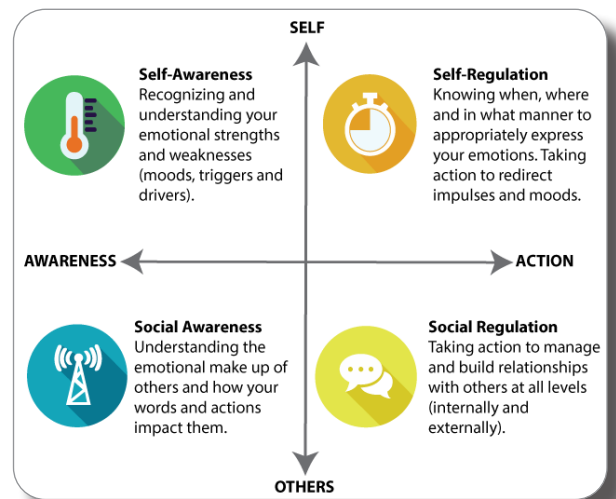 SELF
Self-Awareness
Recognizing and
understanding your
emotional strengths
and weaknesses
(moods, triggers and
drivers).
Self-Regulation
Knowing when, where
and in what manner to
appropriately express
your emotions. Taking
action to redirect
impulses and moods.
AWARENESS
ACTION
Social Awareness
Understanding the
emotional make up of
others and how your
words and actions
impact them.
Social Regulation
Taking action to manage
and build relationships
with others at all levels
(internally and
externally).
OTHERS